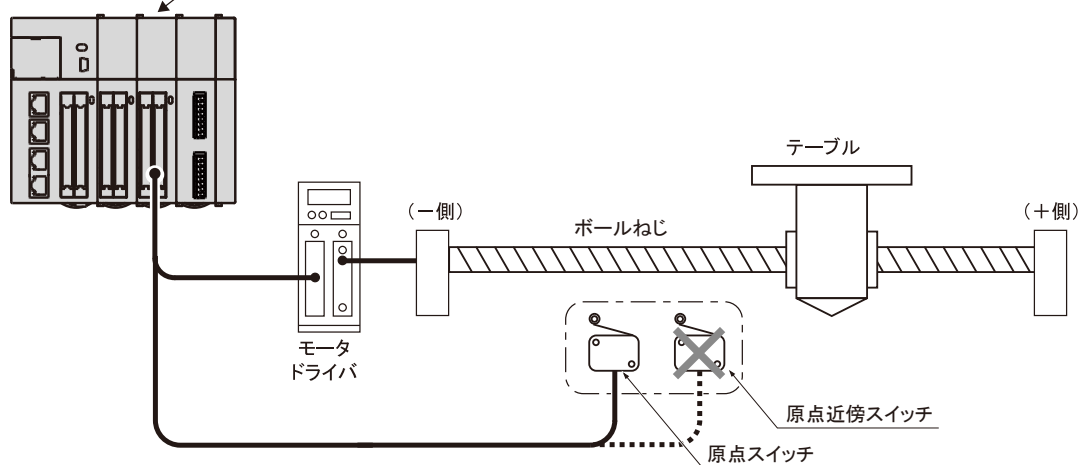 テーブル
(－側)
ボールねじ
(＋側)
モータ
ドライバ
原点近傍スイッチ
原点スイッチ